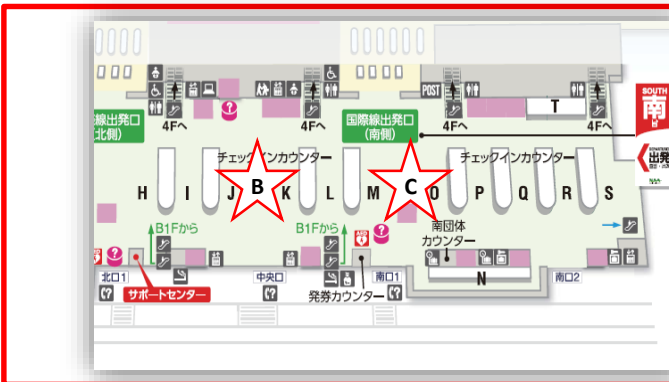 POST
T
SOUTH
南
4Fへ
4Fへ
4Fへ
4Fへ
線出発口
(北側)
国際線出発口
(南側)
出発
チェックインカウンター
チェックインカウンター
H
I
J
B
K
L
M
C
O
P
Q
R
S
B1Fから
B1Fから
AED
AED
南団体
カウンター
N
北口1
中央口
南口1
南口2
サポートセンター
発券カウンター